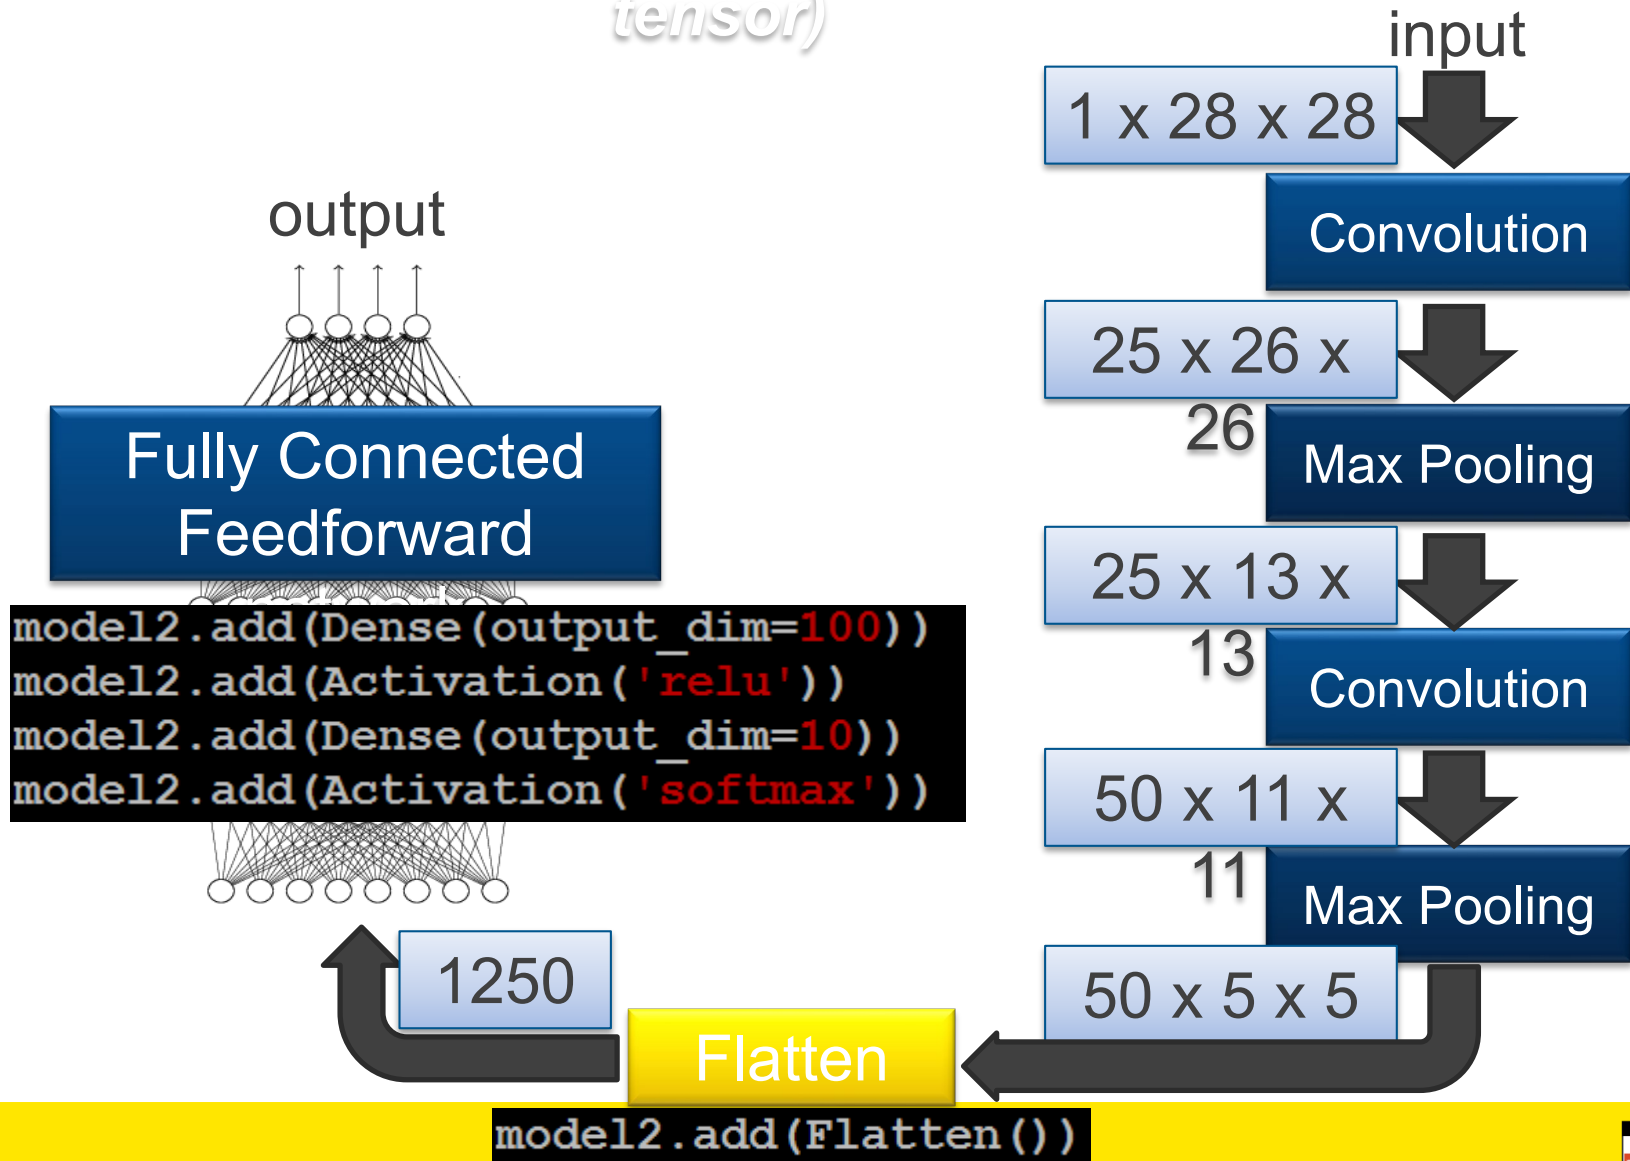 tensor)
input
1 x 28 x 28
Convolution
25 x 26 x
26
Max Pooling
25 x 13 x
13
Convolution
50 x 11 x
11
Max Pooling
50 x 5 x 5
Flatten
model2.add(Flatten())
1250
output
Fully Connected
Feedforward
model2.add(Dense(output_dim=100))
model2.add(Activation('relu'))
model2.add(Dense(output_dim=10))
model2.add(Activation('softmax'))